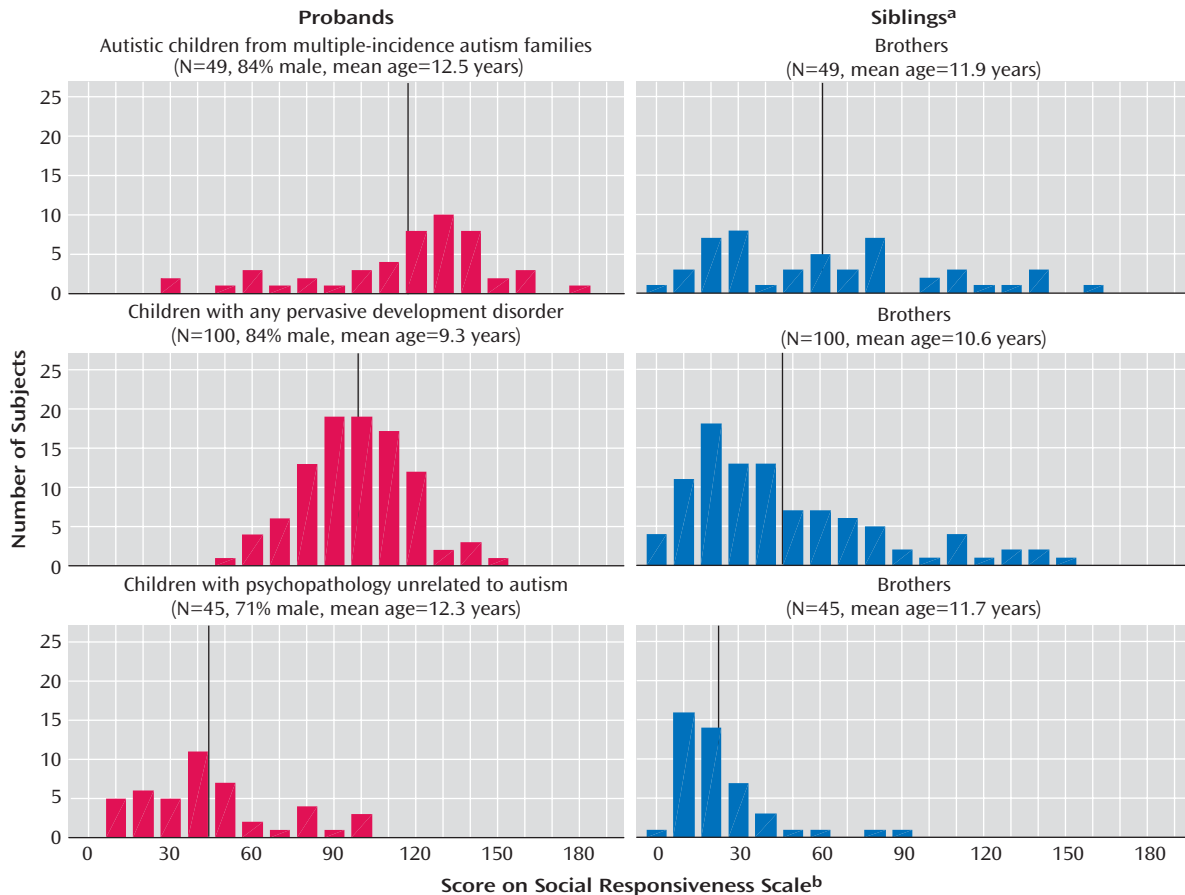 Probands
Siblingsa
Autistic children from multiple-incidence autism families
(N=49, 84% male, mean age=12.5 years)
Brothers
(N=49, mean age=11.9 years)
25
20
15
10
5
0
Children with any pervasive development disorder
(N=100, 84% male, mean age=9.3 years)
Brothers
(N=100, mean age=10.6 years)
Number of Subjects
25
20
15
10
5
0
Children with psychopathology unrelated to autism
(N=45, 71% male, mean age=12.3 years)
Brothers
(N=45, mean age=11.7 years)
25
20
15
10
5
0
0 30 60 90 120 150 180
0 30 60 90 120 150 180
Score on Social Responsiveness Scaleb